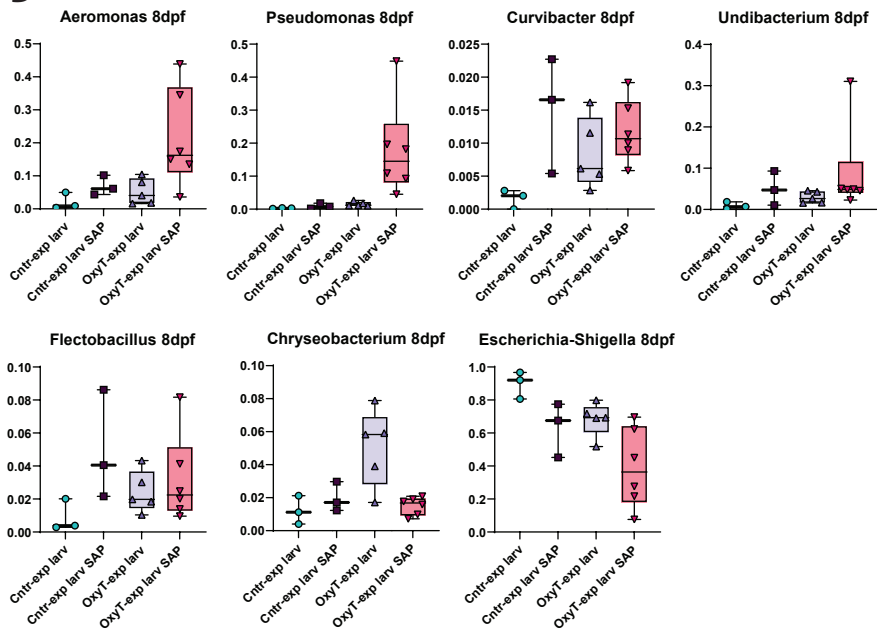 Aeromonas 8dpf
0.5
0.4
0.3
0.2
0.1
0.0
Cntr-exp larv
Cntr-exp larv SAP
OxyT-exp larv
OxyT-exp larv SAP
Pseudomonas 8dpf
0.5
0.4
0.3
0.2
0.1
0.0
Cntr-exp larv
Cntr-exp larv SAP
OxyT-exp larv
OxyT-exp larv SAP
Curvibacter 8dpf
0.025
0.020
0.015
0.010
0.005
0.000
Cntr-exp larv
Cntr-exp larv SAP
OxyT-exp larv
OxyT-exp larv SAP
Undibacterium 8dpf
0.4
0.3
0.2
0.1
0.0
Cntr-exp larv
Cntr-exp larv SAP
OxyT-exp larv
OxyT-exp larv SAP
Flectobacillus 8dpf
0.10
0.08
0.06
0.04
0.02
0.00
Cntr-exp larv
Cntr-exp larv SAP
OxyT-exp larv
OxyT-exp larv SAP
Chryseobacterium 8dpf
0.10
0.08
0.06
0.04
0.02
0.00
Cntr-exp larv
Cntr-exp larv SAP
OxyT-exp larv
OxyT-exp larv SAP
Escherichia-Shigella 8dpf
1.0
0.8
0.6
0.4
0.2
0.0
Cntr-exp larv
Cntr-exp larv SAP
OxyT-exp larv
OxyT-exp larv SAP